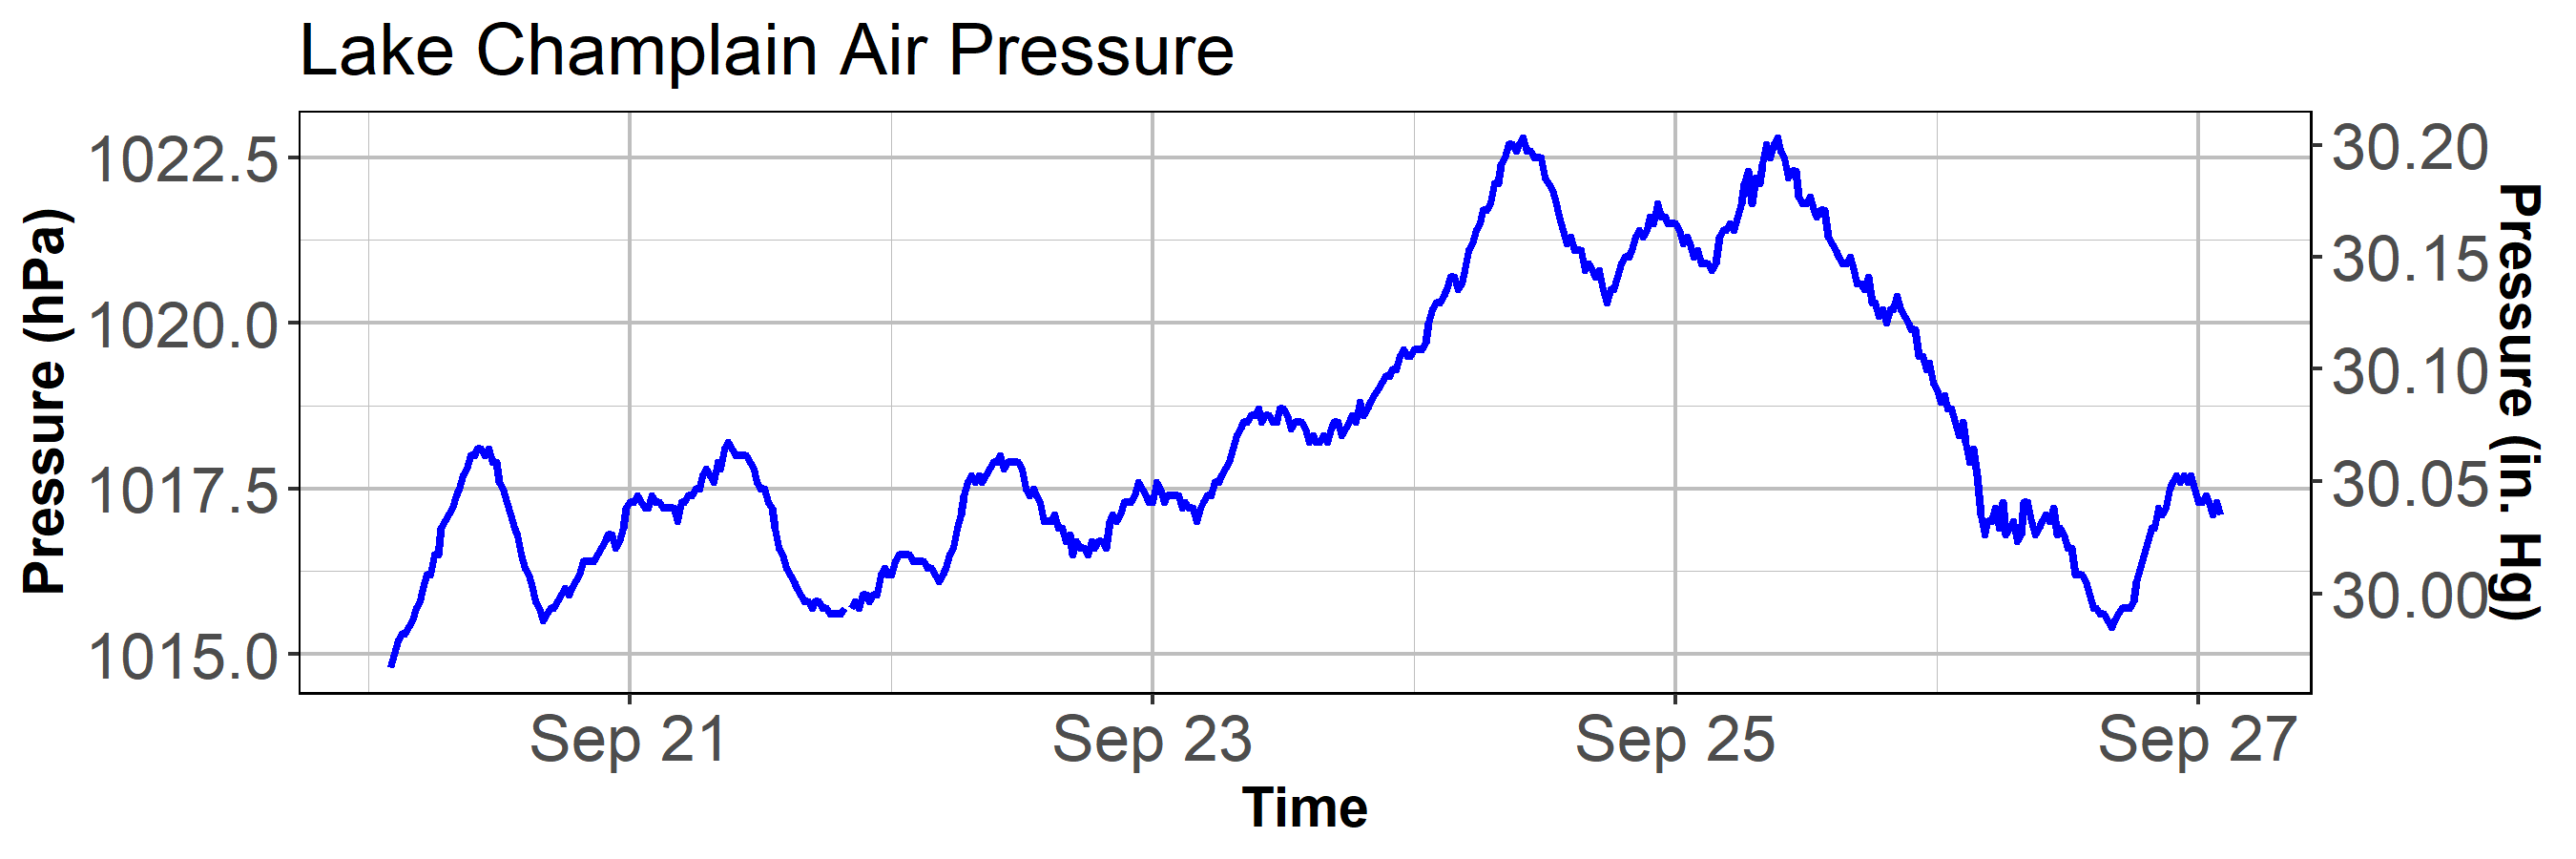 Lake Champlain Air Pressure
Pressure (hPa)
1022.5
1020.0
1017.5
1015.0
30.20
30.15
30.10
30.05
30.00
Pressure (in. Hg)
Sep 21
Sep 23
Sep 25
Sep 27
Time